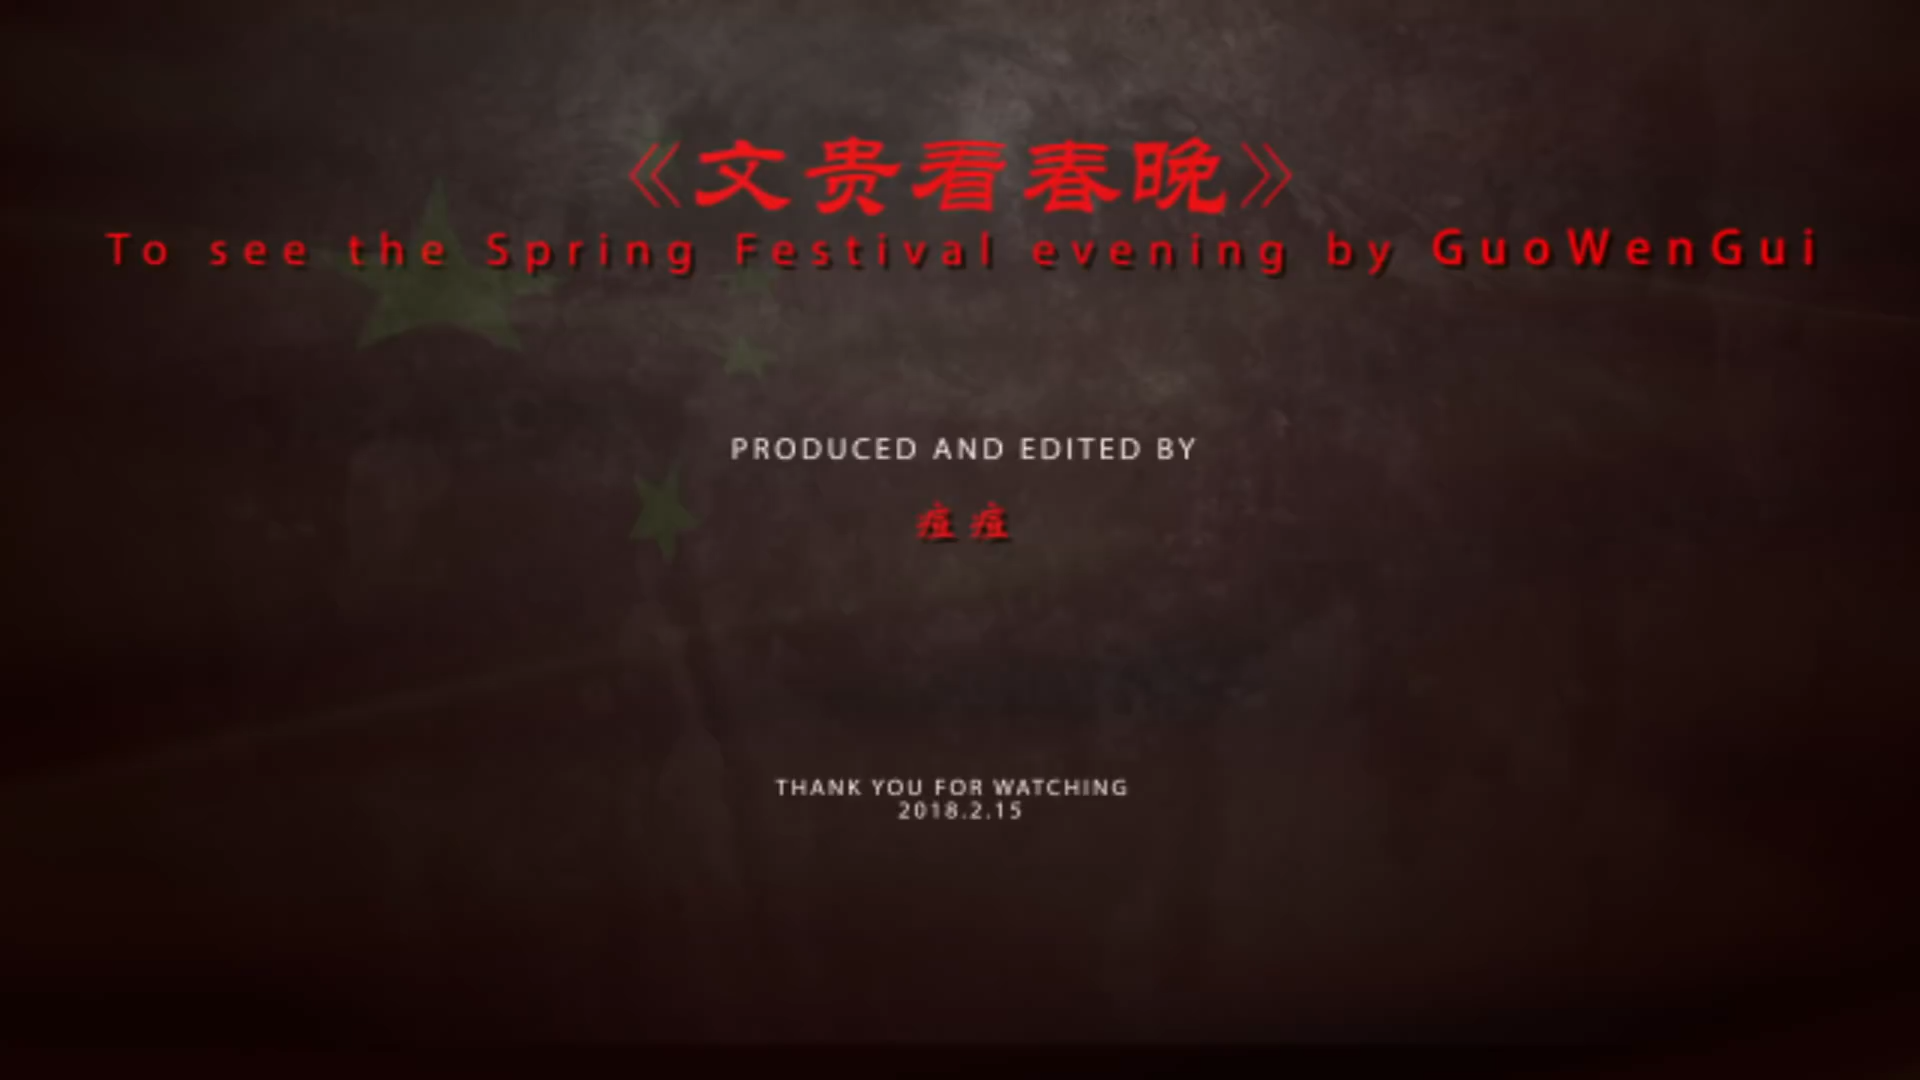 《文贵看春晚》
To see the Spring Festival evening by GuoWenGui
PRODUCED AND EDITED BY
痘痘
THANK YOU FOR WATCHING
2018.2.15